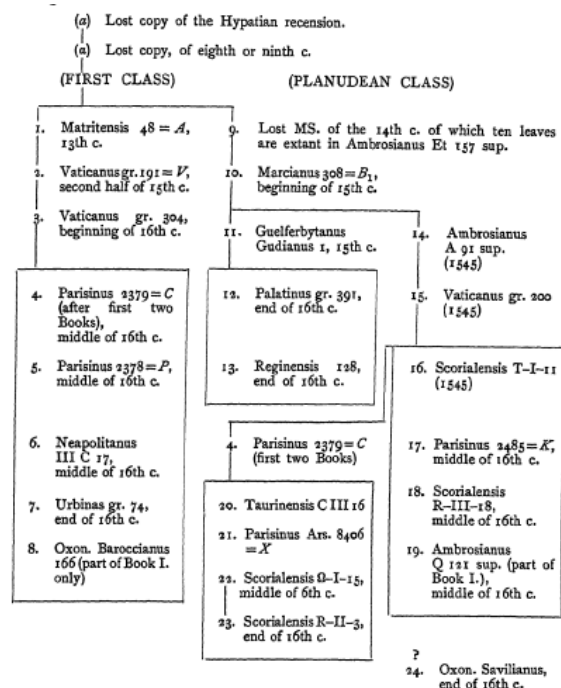 (a) Lost copy of the Hypatian recension.
(a) Lost copy, of eighth or ninth c.
(FIRST CLASS)
1. Matritensis 48 = A,
13th c.
2. Vaticanus gr. 191 = V,
second half of 15th c.
3. Vaticanus gr. 304,
beginning of 16th c.
4. Parisinus 2379 = C
(after first two
Books),
middle of 16th c.
5. Parisinus 2378 = P,
middle of 16th c.
6. Neapolitanus
III C 17,
middle of 16th c.
7. Urbinas gr. 74,
end of 16th c.
8. Oxon. Baroccianus
166 (part of Book I.
only)
(PLANUDEAN CLASS)
9. Lost MS. of the 14th c. of which ten leaves
are extant in Ambrosianus Et 157 sup.
10. Marcianus 308 = B₁,
beginning of 15th c.
11. Guelferbytanus
Gudianus 1, 15th c.
12. Palatinus gr. 391,
end of 16th c.
13. Reginensis 128,
end of 16th c.
4. Parisinus 2379 = C
(first two Books)
20. Taurinensis C III 16
21. Parisinus Ars. 8406
= X
22. Scorialensis Ω-I-15,
middle of 6th c.
23. Scorialensis R-II-3,
end of 16th c.
14. Ambrosianus
A 91 sup.
(1545)
15. Vaticanus gr. 200
(1545)
16. Scorialensis T-I-11
(1545)
17. Parisinus 2485 = K,
middle of 16th c.
18. Scorialensis
R-III-18,
middle of 16th c.
19. Ambrosianus
Q 121 sup. (part of
Book I.),
middle of 16th c.
?
24. Oxon. Savilianus,
end of 16th c.